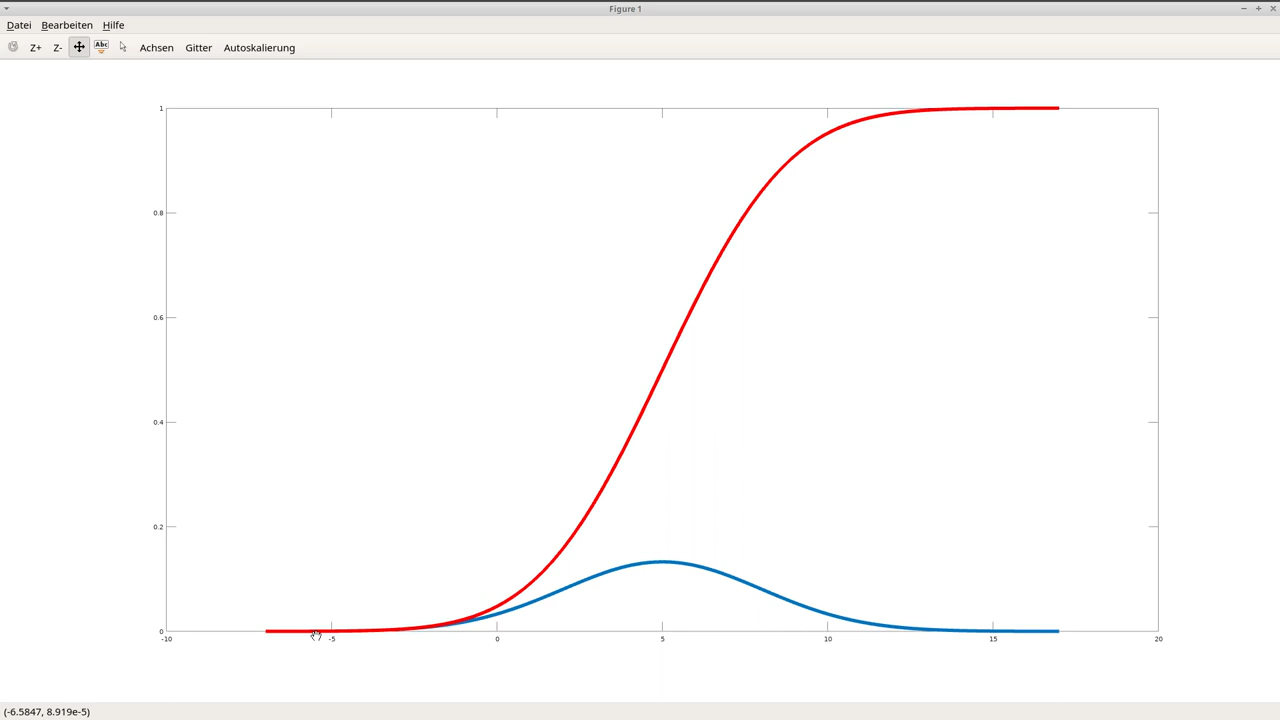 Figure 1
Datei Bearbeiten Hilfe
Z+ Z- Abc Achsen Gitter Autoskalierung
1
0.8
0.6
0.4
0.2
0
-10 -5 0 5 10 15 20
(-6.5847, 8.919e-5)